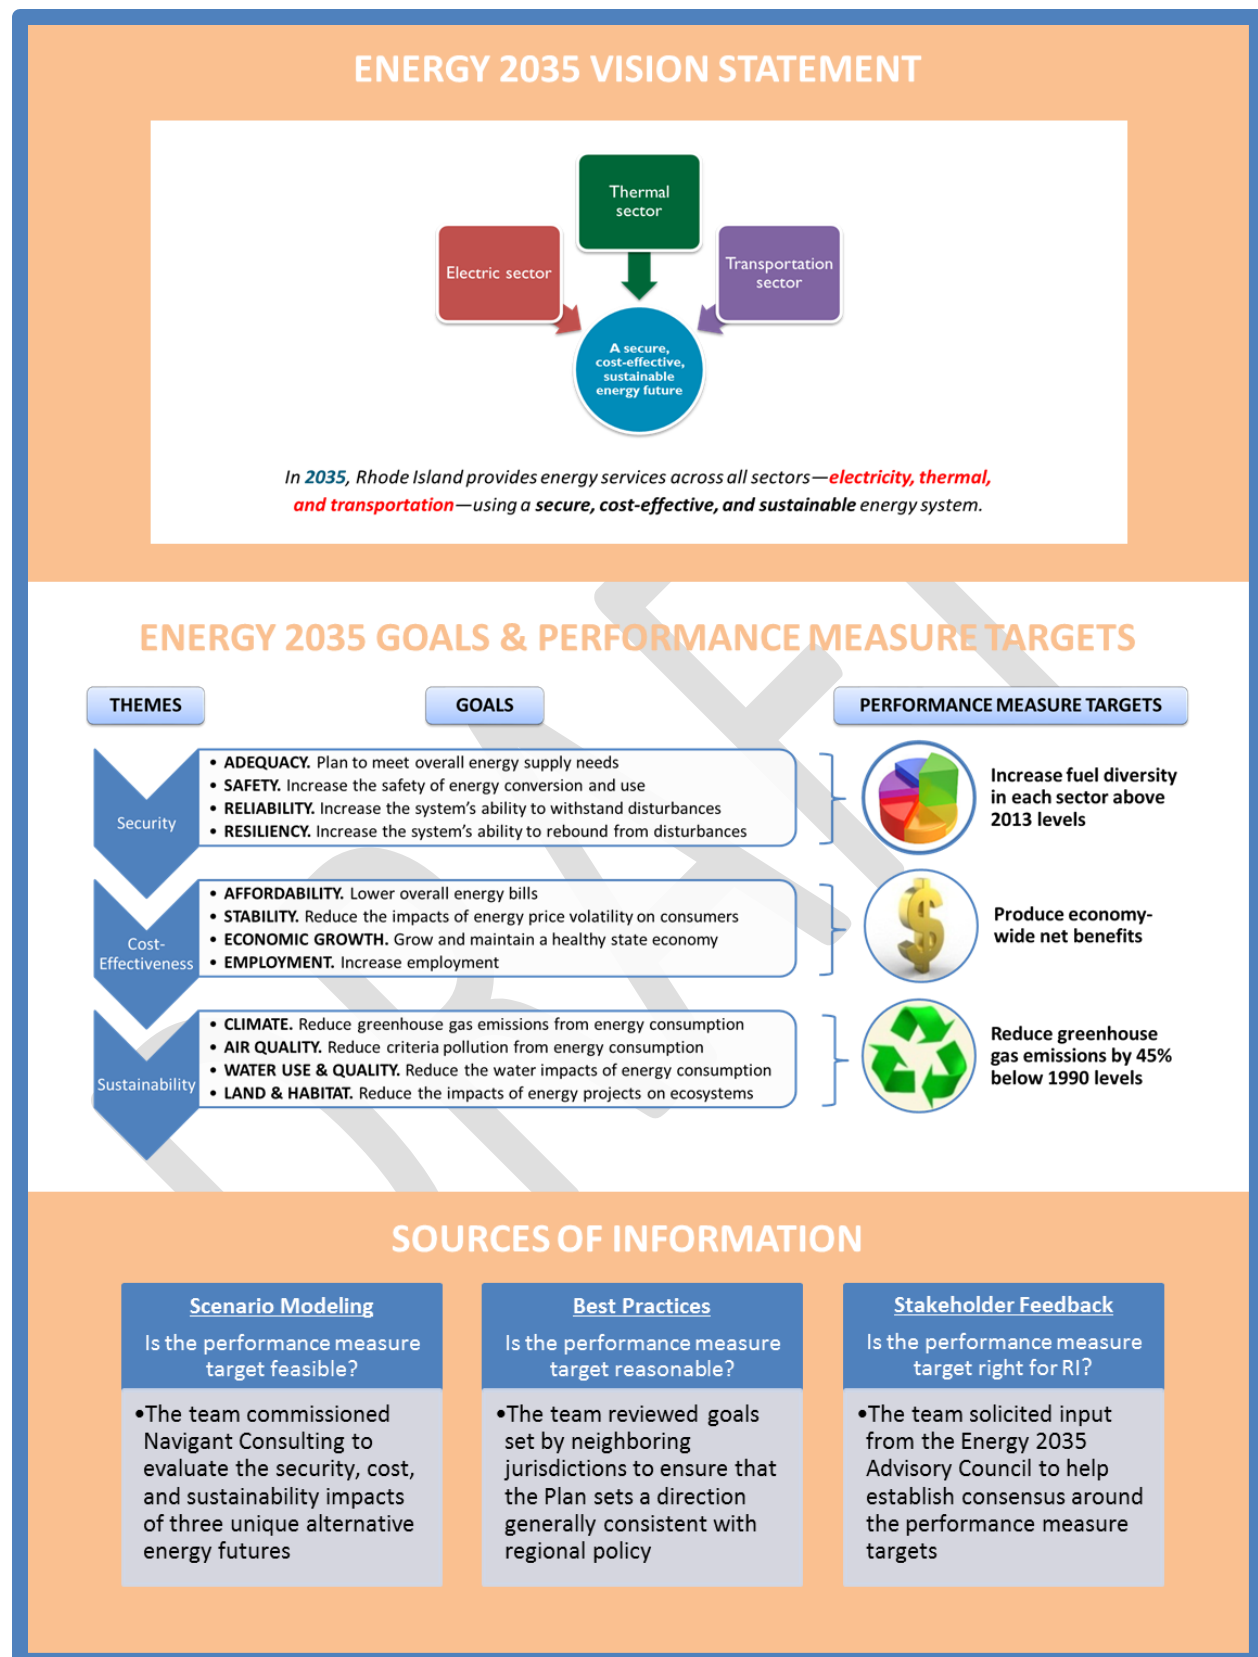 ENERGY 2035 VISION STATEMENT
Thermal
sector
Electric sector
Transportation
sector
A secure,
cost-effective,
sustainable
energy future
In 2035, Rhode Island provides energy services across all sectors—electricity, thermal,
and transportation—using a secure, cost-effective, and sustainable energy system.
ENERGY 2035 GOALS & PERFORMANCE MEASURE TARGETS
THEMES
GOALS
PERFORMANCE MEASURE TARGETS
Security
• ADEQUACY. Plan to meet overall energy supply needs
• SAFETY. Increase the safety of energy conversion and use
• RELIABILITY. Increase the system's ability to withstand disturbances
• RESILIENCY. Increase the system's ability to rebound from disturbances
Increase fuel diversity
in each sector above
2013 levels
Cost-
Effectiveness
• AFFORDABILITY. Lower overall energy bills
• STABILITY. Reduce the impacts of energy price volatility on consumers
• ECONOMIC GROWTH. Grow and maintain a healthy state economy
• EMPLOYMENT. Increase employment
$
Produce economy-
wide net benefits
Sustainability
• CLIMATE. Reduce greenhouse gas emissions from energy consumption
• AIR QUALITY. Reduce criteria pollution from energy consumption
• WATER USE & QUALITY. Reduce the water impacts of energy consumption
• LAND & HABITAT. Reduce the impacts of energy projects on ecosystems
Reduce greenhouse
gas emissions by 45%
below 1990 levels
DRAFT
SOURCES OF INFORMATION
Scenario Modeling
Is the performance measure
target feasible?
•The team commissioned
Navigant Consulting to
evaluate the security, cost,
and sustainability impacts
of three unique alternative
energy futures
Best Practices
Is the performance measure
target reasonable?
•The team reviewed goals
set by neighboring
jurisdictions to ensure that
the Plan sets a direction
generally consistent with
regional policy
Stakeholder Feedback
Is the performance measure
target right for RI?
•The team solicited input
from the Energy 2035
Advisory Council to help
establish consensus around
the performance measure
targets